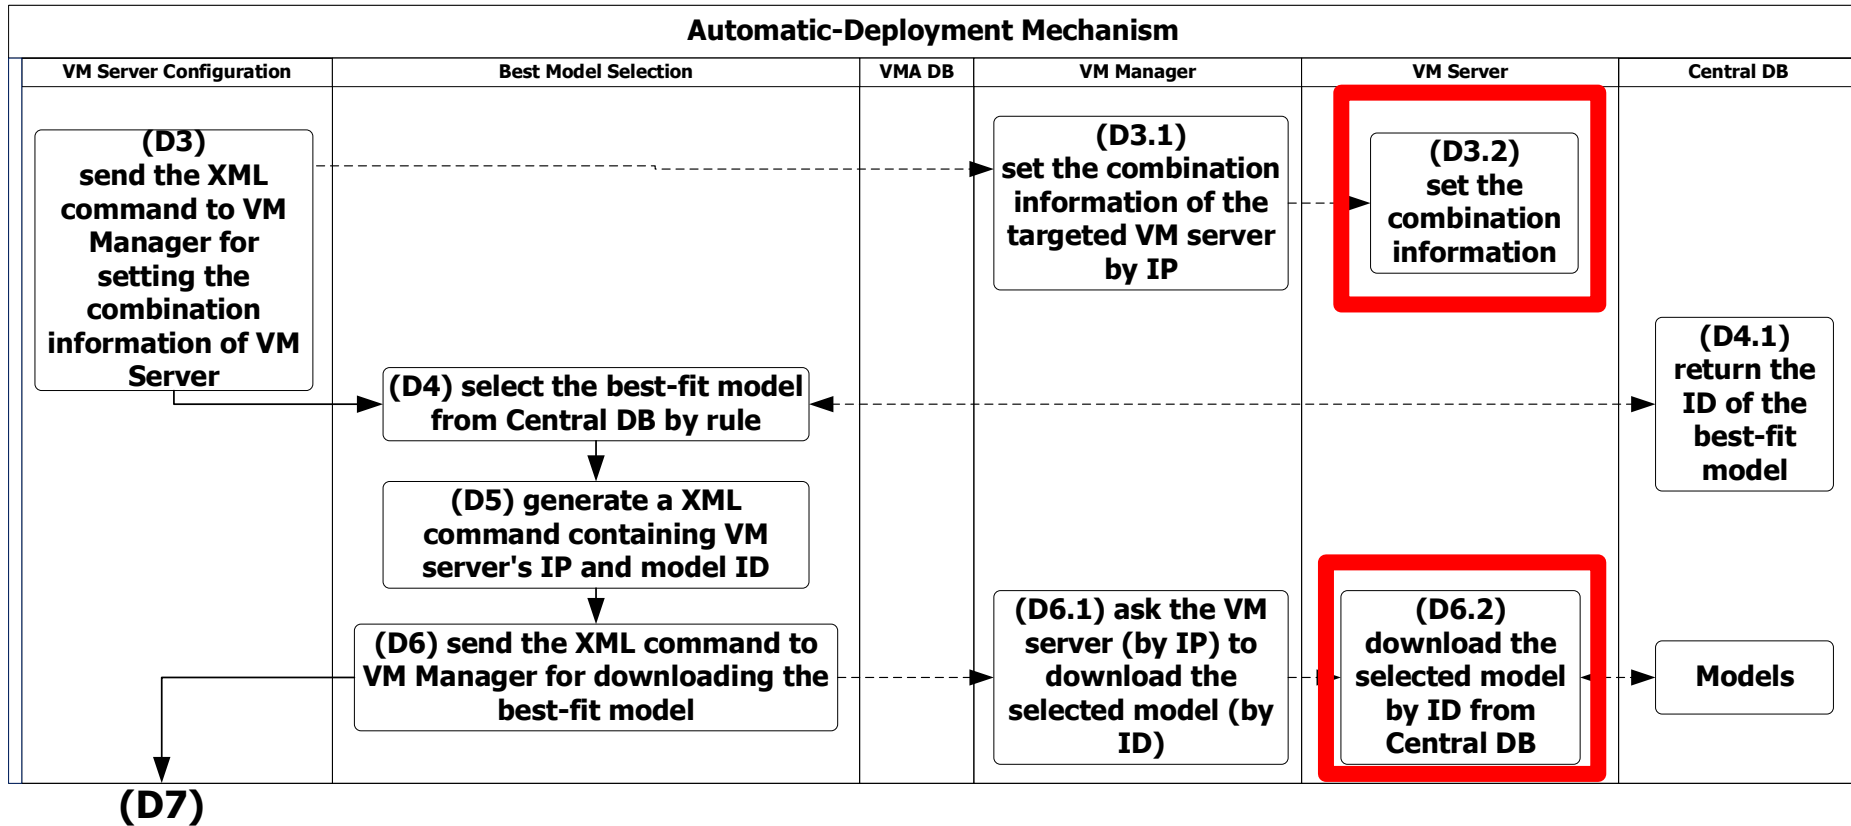 Automatic-Deployment Mechanism
VM Server Configuration
Best Model Selection
VMA DB
VM Manager
VM Server
Central DB
(D3)
send the XML
command to VM
Manager for
setting the
combination
information of VM
Server
(D3.1)
set the combination
information of the
targeted VM server
by IP
(D3.2)
set the
combination
information
(D4) select the best-fit model
from Central DB by rule
(D4.1)
return the
ID of the
best-fit
model
(D5) generate a XML
command containing VM
server's IP and model ID
(D6) send the XML command to
VM Manager for downloading the
best-fit model
(D6.1) ask the VM
server (by IP) to
download the
selected model (by
ID)
(D6.2)
download the
selected model
by ID from
Central DB
Models
(D7)